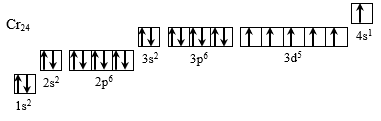 Cr₂₄
4s¹
3s² 3p⁶ 3d⁵
2s² 2p⁶
1s²